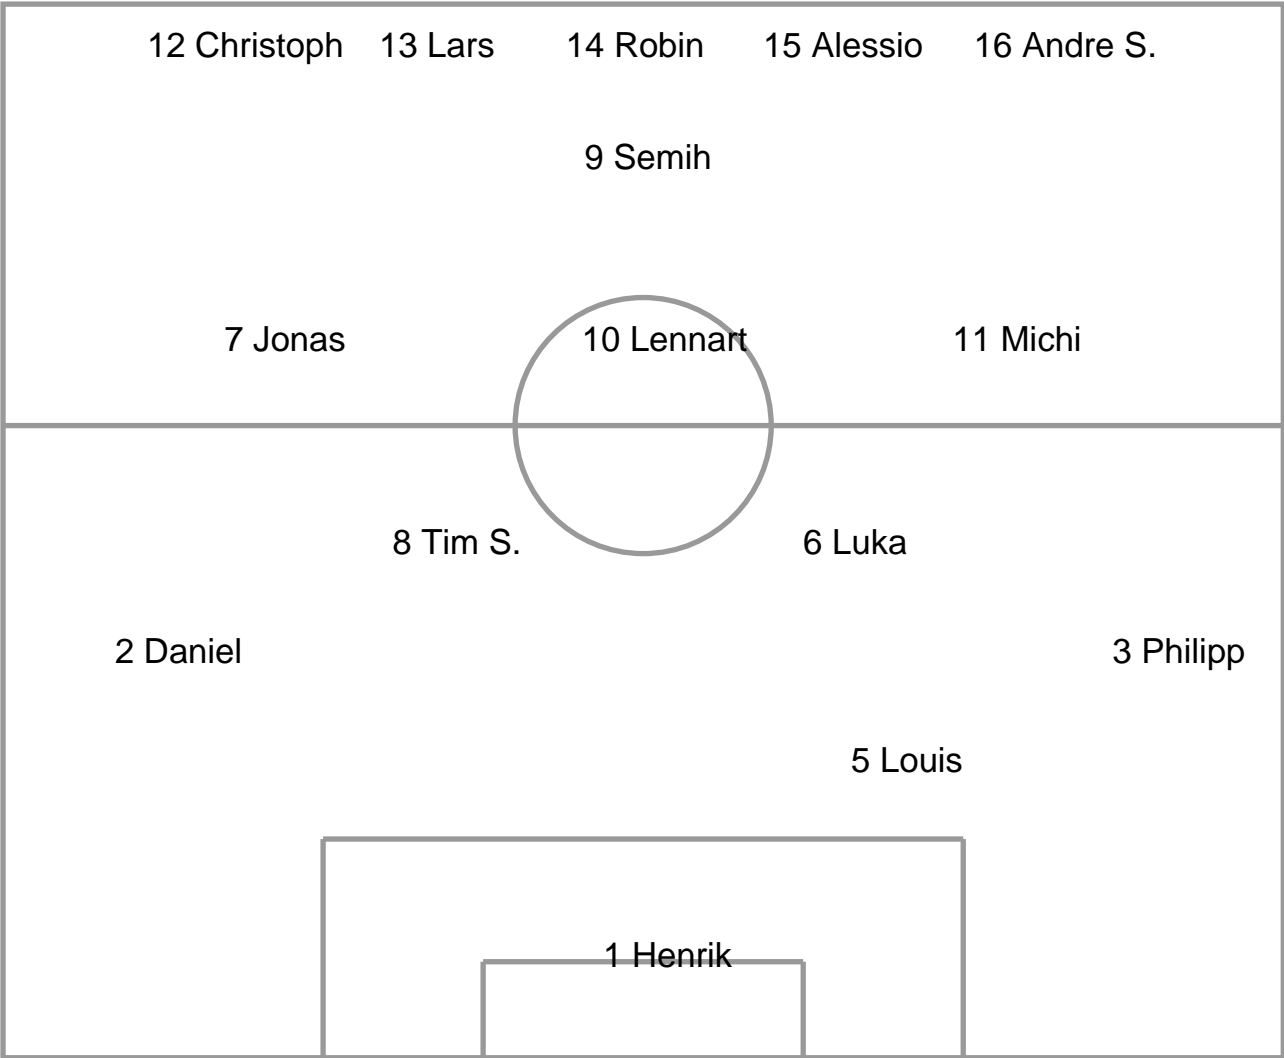 12 Christoph 13 Lars 14 Robin 15 Alessio 16 Andre S.
9 Semih
7 Jonas 10 Lennart 11 Michi
8 Tim S. 6 Luka
2 Daniel 3 Philipp
5 Louis
1 Henrik